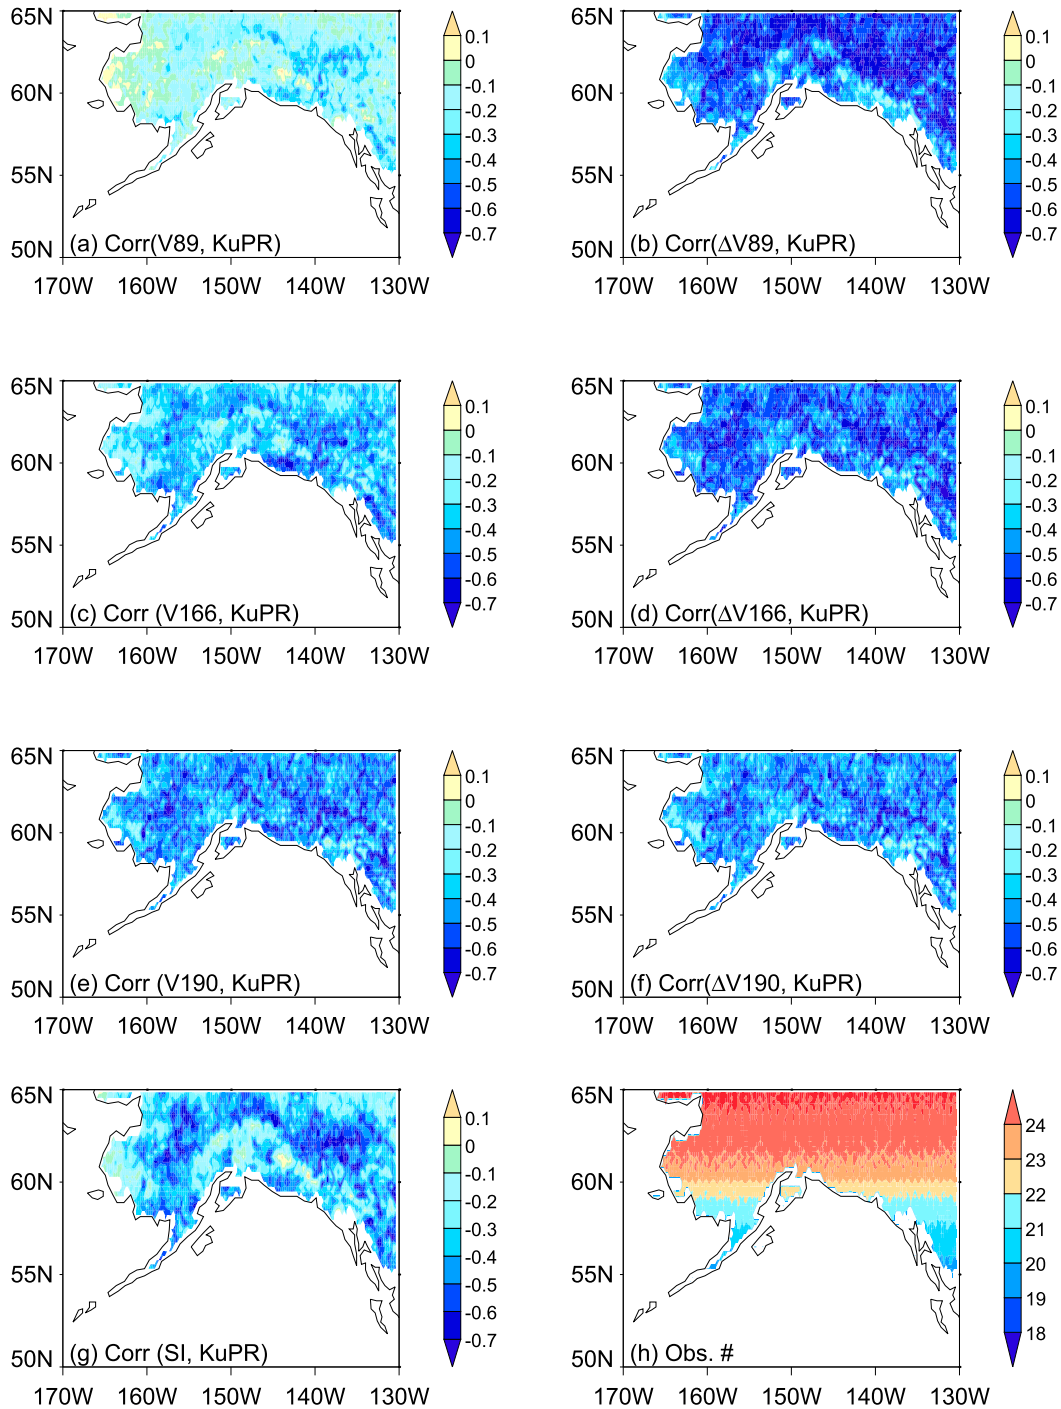 65N
60N
55N
50N
(a) Corr(V89, KuPR)
170W 160W 150W 140W 130W
0.1
0
-0.1
-0.2
-0.3
-0.4
-0.5
-0.6
-0.7
65N
60N
55N
50N
(b) Corr(ΔV89, KuPR)
170W 160W 150W 140W 130W
0.1
0
-0.1
-0.2
-0.3
-0.4
-0.5
-0.6
-0.7
65N
60N
55N
50N
(c) Corr (V166, KuPR)
170W 160W 150W 140W 130W
0.1
0
-0.1
-0.2
-0.3
-0.4
-0.5
-0.6
-0.7
65N
60N
55N
50N
(d) Corr(ΔV166, KuPR)
170W 160W 150W 140W 130W
0.1
0
-0.1
-0.2
-0.3
-0.4
-0.5
-0.6
-0.7
65N
60N
55N
50N
(e) Corr (V190, KuPR)
170W 160W 150W 140W 130W
0.1
0
-0.1
-0.2
-0.3
-0.4
-0.5
-0.6
-0.7
65N
60N
55N
50N
(f) Corr(ΔV190, KuPR)
170W 160W 150W 140W 130W
0.1
0
-0.1
-0.2
-0.3
-0.4
-0.5
-0.6
-0.7
65N
60N
55N
50N
(g) Corr (SI, KuPR)
170W 160W 150W 140W 130W
0.1
0
-0.1
-0.2
-0.3
-0.4
-0.5
-0.6
-0.7
65N
60N
55N
50N
(h) Obs. #
170W 160W 150W 140W 130W
24
23
22
21
20
19
18